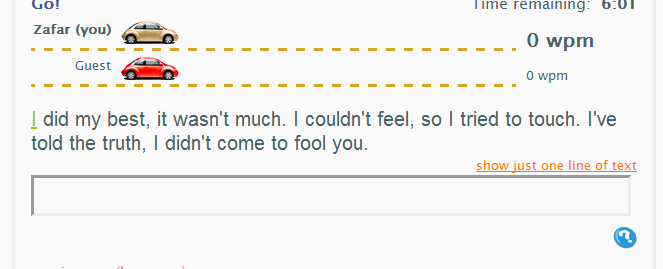 Go!
Time remaining: 6:01
Zafar (you)
0 wpm
Guest
0 wpm
I did my best, it wasn't much. I couldn't feel, so I tried to touch. I've
told the truth, I didn't come to fool you.
show just one line of text